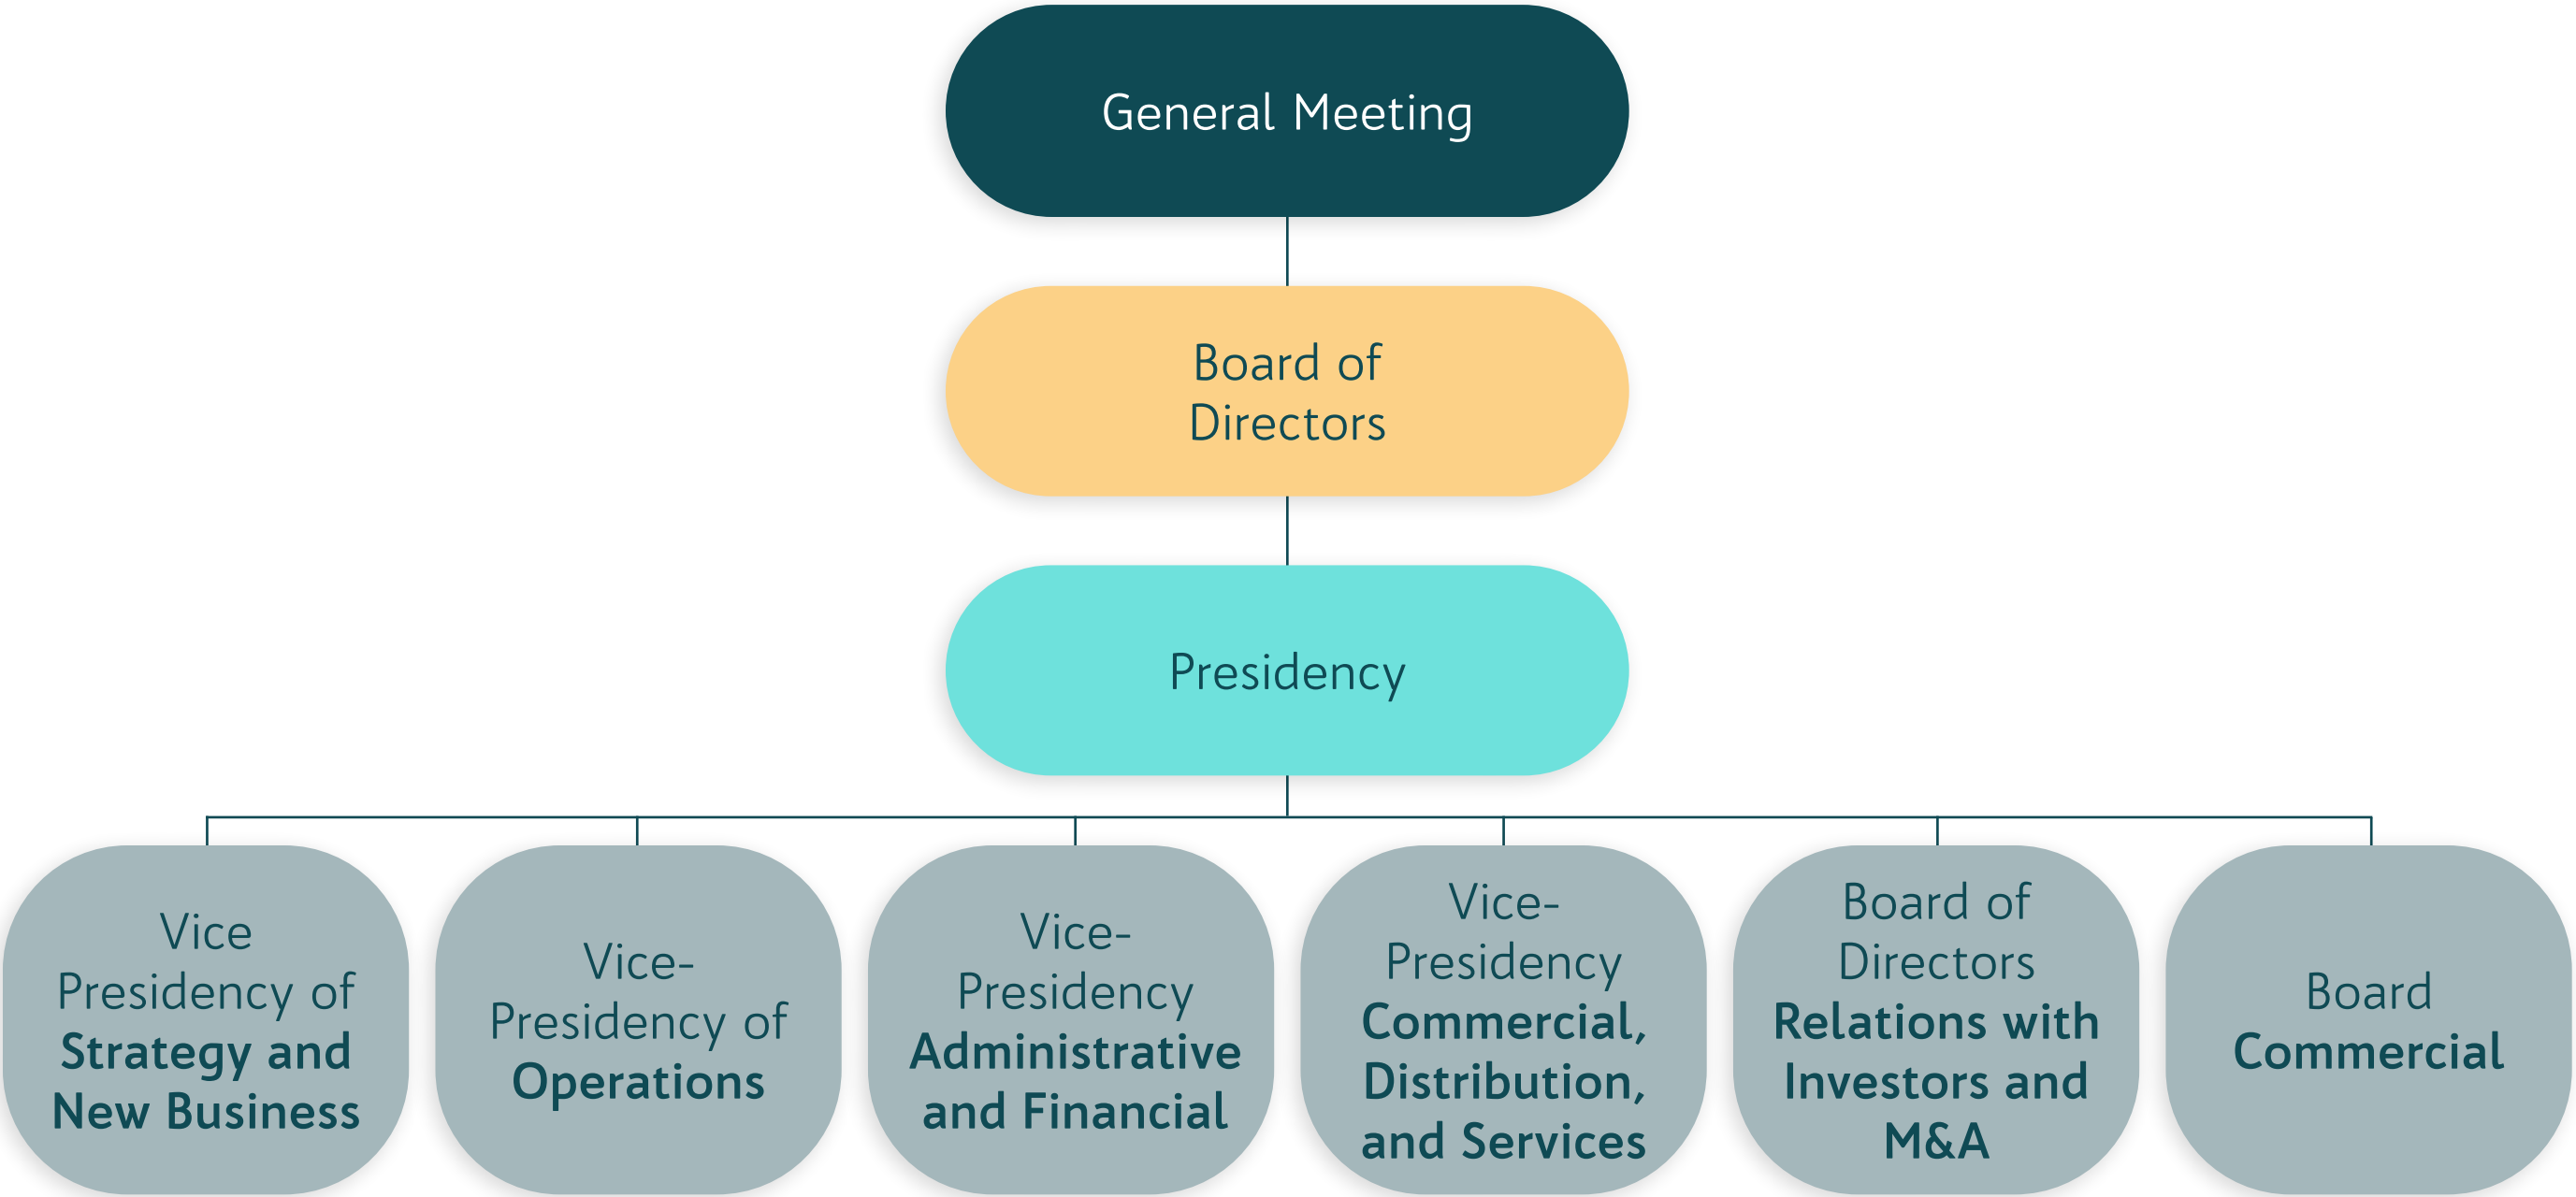 General Meeting
Board of
Directors
Presidency
Vice
Presidency of
Strategy and
New Business
Vice-
Presidency of
Operations
Vice-
Presidency
Administrative
and Financial
Vice-
Presidency
Commercial,
Distribution,
and Services
Board of
Directors
Relations with
Investors and
M&A
Board
Commercial